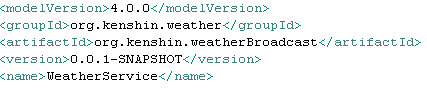 <modelVersion>4.0.0</modelVersion>
<groupId>org.kenshin.weather</groupId>
<artifactId>org.kenshin.weatherBroadcast</artifactId>
<version>0.0.1-SNAPSHOT</version>
<name>WeatherService</name>